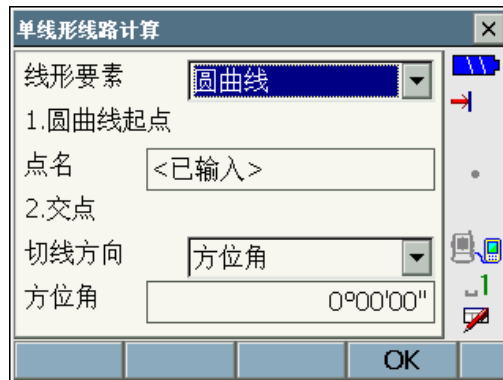 单线形线路计算
线形要素 圆曲线
1.圆曲线起点
点名 <已输入>
2.交点
切线方向 方位角
方位角 0°00'00"
1
OK